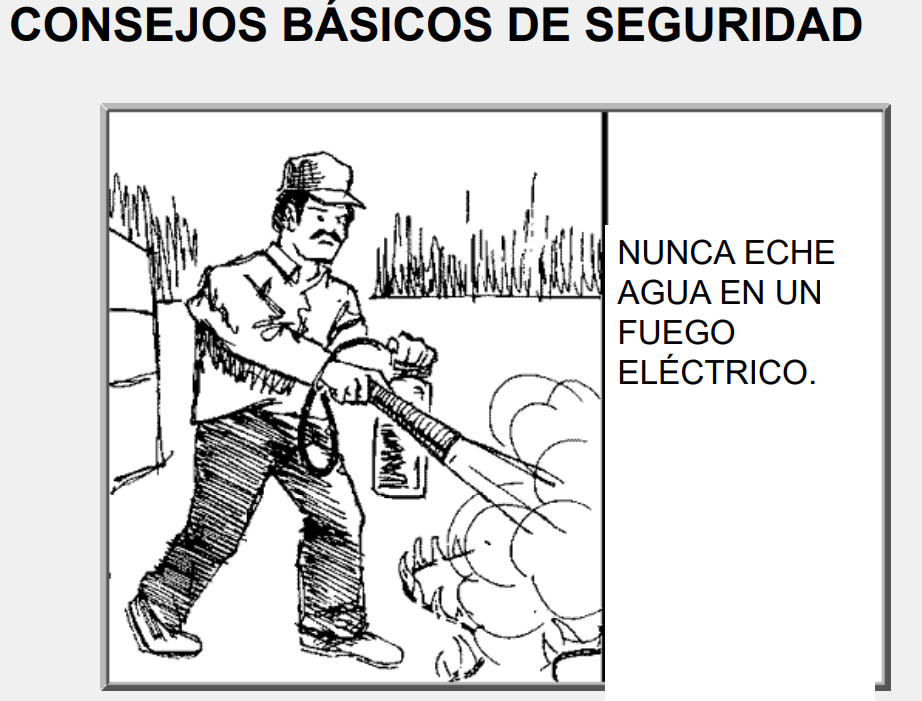 CONSEJOS BÁSICOS DE SEGURIDAD
NUNCA ECHE
AGUA EN UN
FUEGO
ELÉCTRICO.